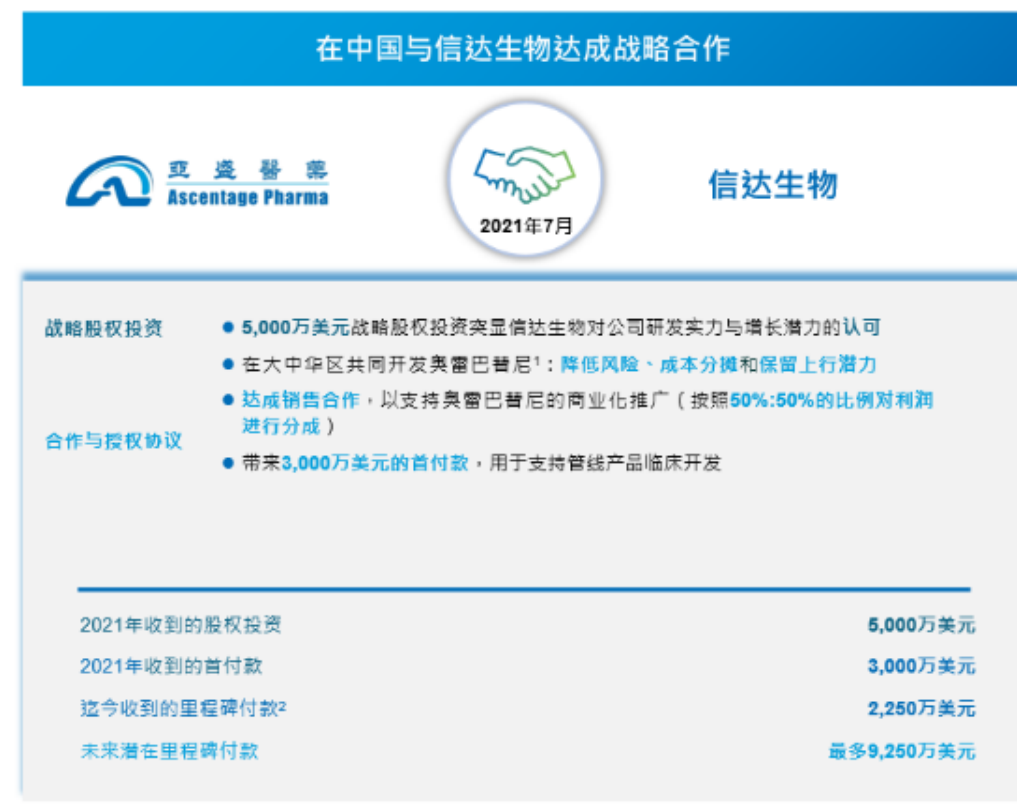 在中国与信达生物达成战略合作
亞盛醫藥
Ascentage Pharma
2021年7月
信达生物
战略股权投资
● 5,000万美元战略股权投资突显信达生物对公司研发实力与增长潜力的认可
● 在大中华区共同开发奥雷巴替尼¹：降低风险、成本分摊和保留上行潜力
合作与授权协议
● 达成销售合作，以支持奥雷巴替尼的商业化推广（按照50%:50%的比例对利润
进行分成）
● 带来3,000万美元的首付款，用于支持管线产品临床开发
2021年收到的股权投资 5,000万美元
2021年收到的首付款 3,000万美元
迄今收到的里程碑付款² 2,250万美元
未来潜在里程碑付款 最多9,250万美元